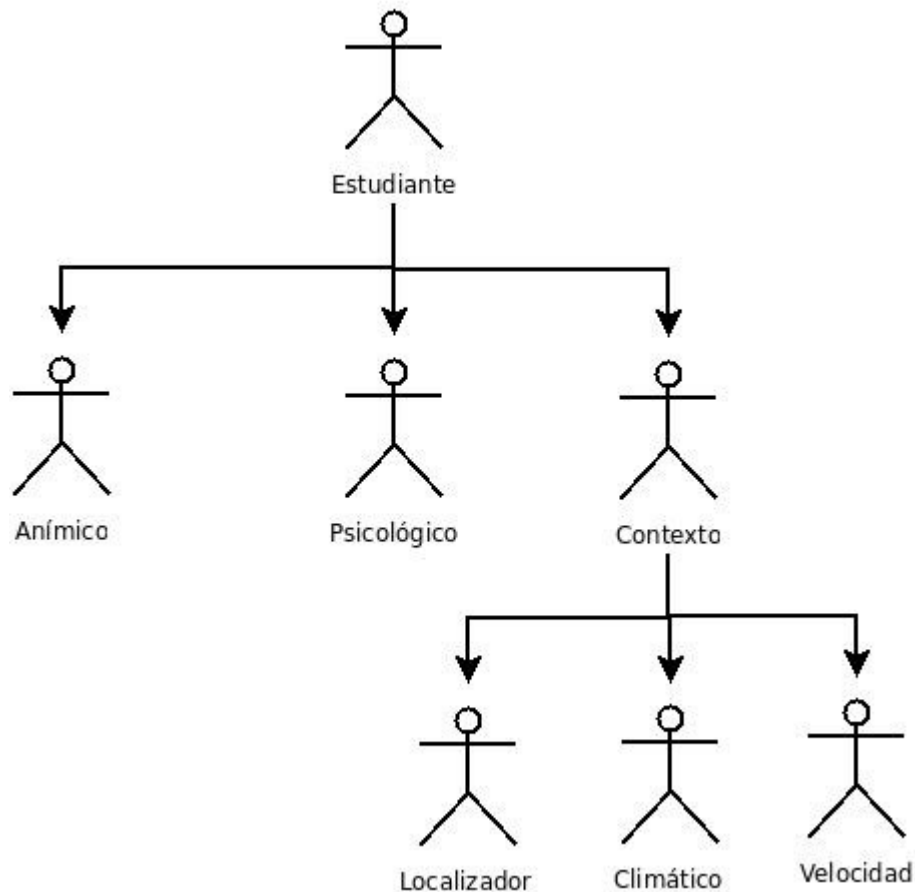 Estudiante
Anímico
Psicológico
Contexto
Localizador
Climático
Velocidad